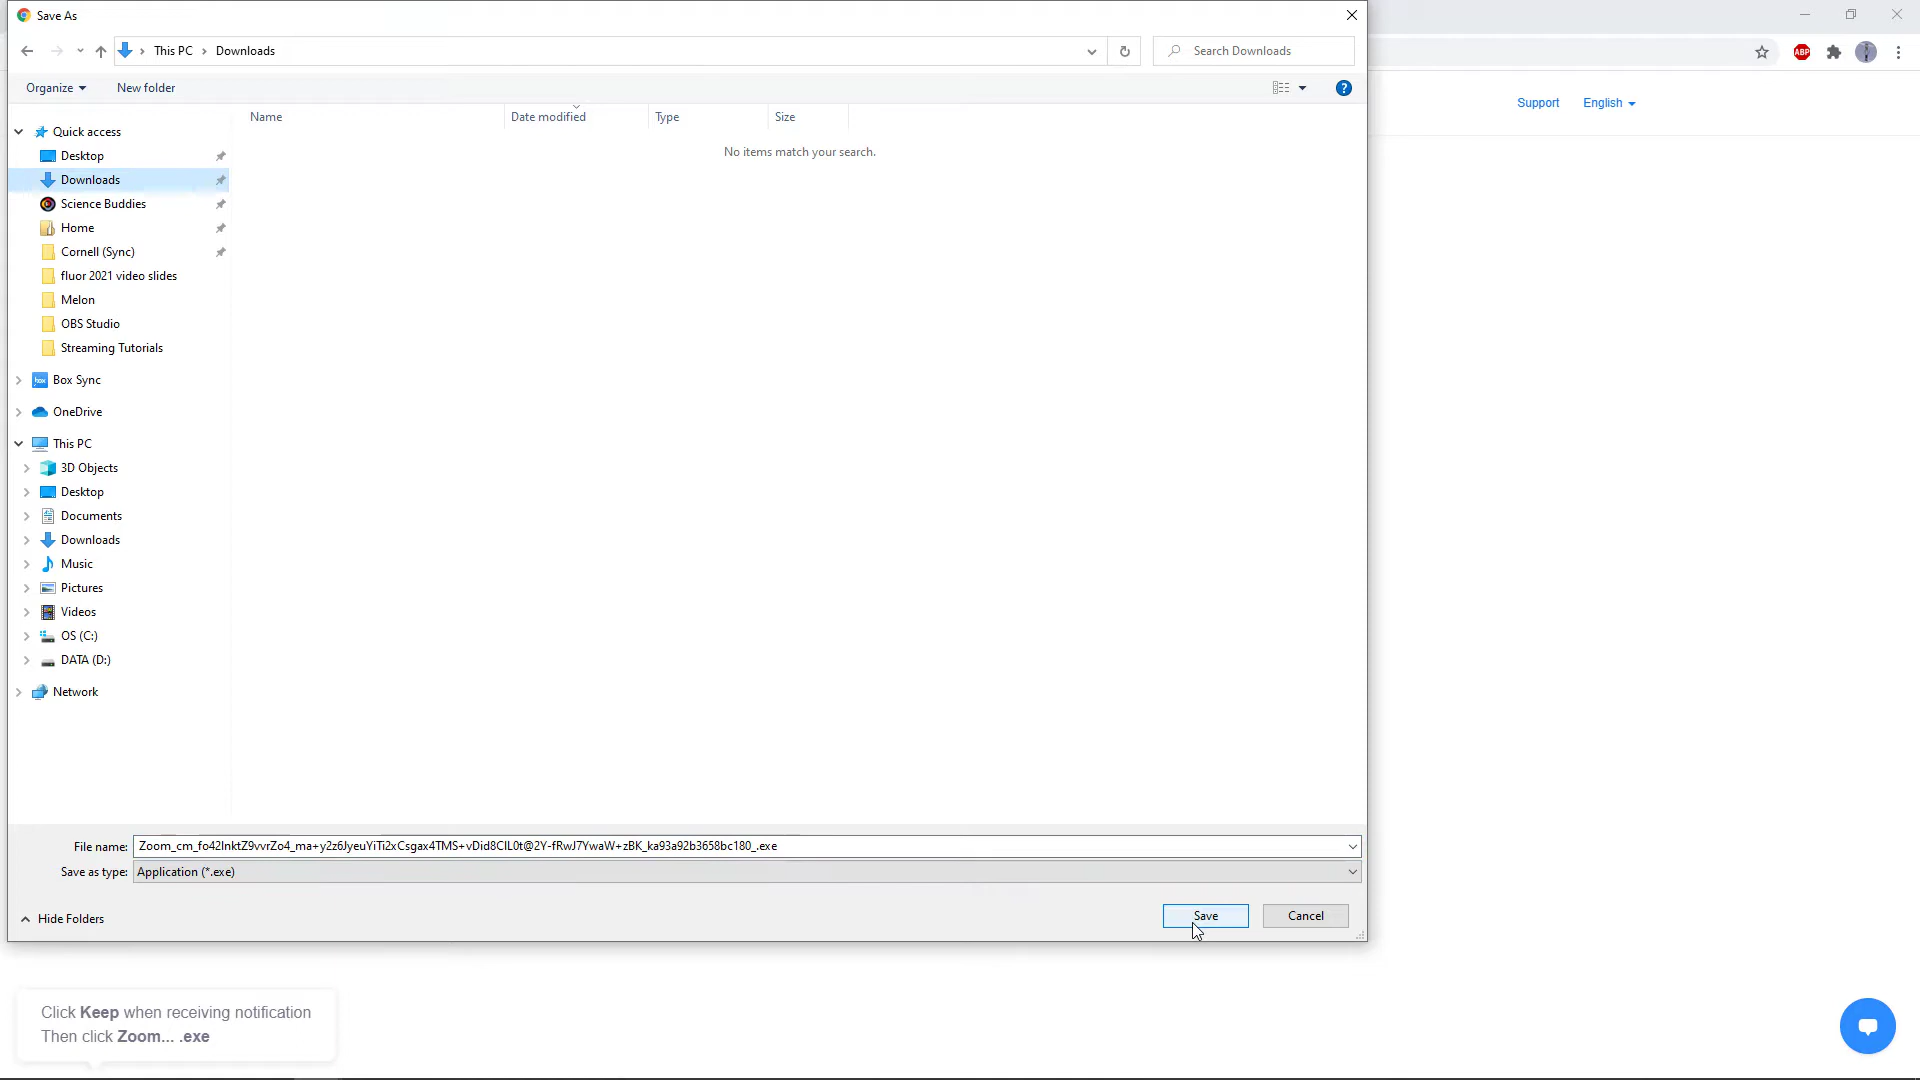 Save As
This PC
Downloads
Search Downloads
Organize
New folder
Name
Date modified
Type
Size
No items match your search.
Quick access
Desktop
Downloads
Science Buddies
Home
Cornell (Sync)
fluor 2021 video slides
Melon
OBS Studio
Streaming Tutorials
box
Box Sync
OneDrive
This PC
3D Objects
Desktop
Documents
Downloads
Music
Pictures
Videos
OS (C:)
DATA (D:)
Network
File name:
Save as type: Application (*.exe)
Hide Folders
Save
Cancel
ABP
Support
English
Click Keep when receiving notification
Then click Zoom... .exe